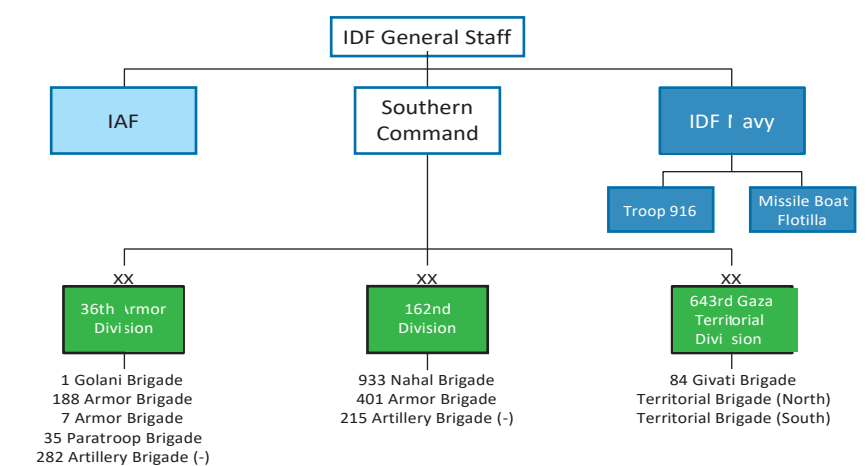 IDF General Staff
IAF
Southern
Command
IDF Navy
Troop 916
Missile Boat
Flotilla
XX
XX
XX
36th Armor
Division
162nd
Division
643rd Gaza
Territorial
Division
1 Golani Brigade
188 Armor Brigade
7 Armor Brigade
35 Paratroop Brigade
282 Artillery Brigade (-)
933 Nahal Brigade
401 Armor Brigade
215 Artillery Brigade (-)
84 Givati Brigade
Territorial Brigade (North)
Territorial Brigade (South)